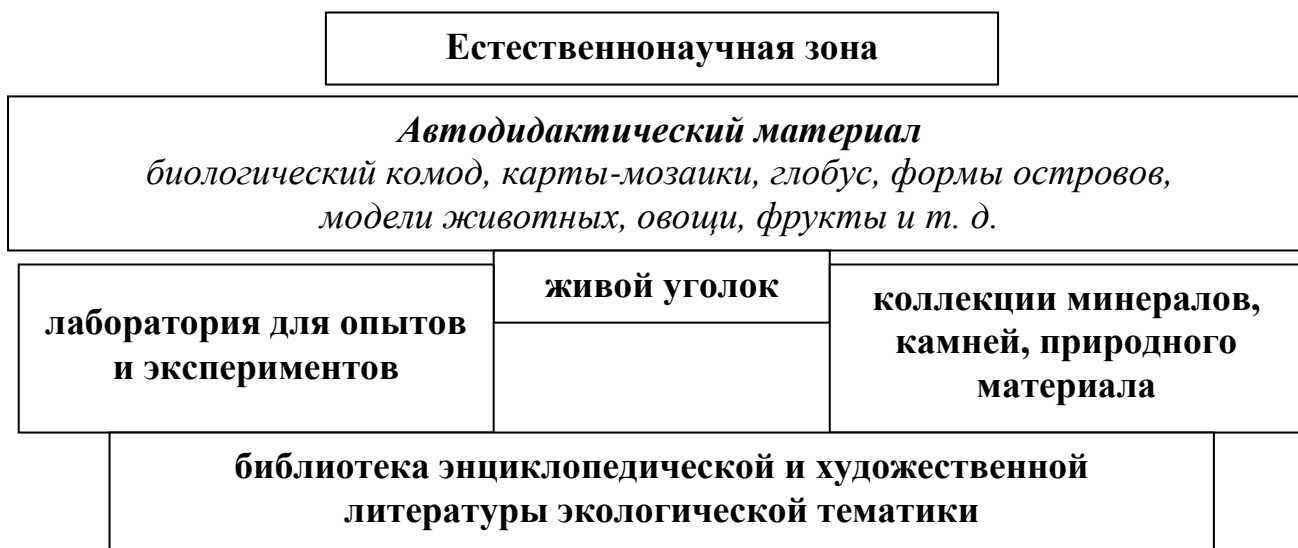 Естественнонаучная зона
Автодидактический материал
биологический комод, карты-мозаики, глобус, формы островов,
модели животных, овощи, фрукты и т. д.
лаборатория для опытов
и экспериментов
живой уголок
коллекции минералов,
камней, природного
материала
библиотека энциклопедической и художественной
литературы экологической тематики